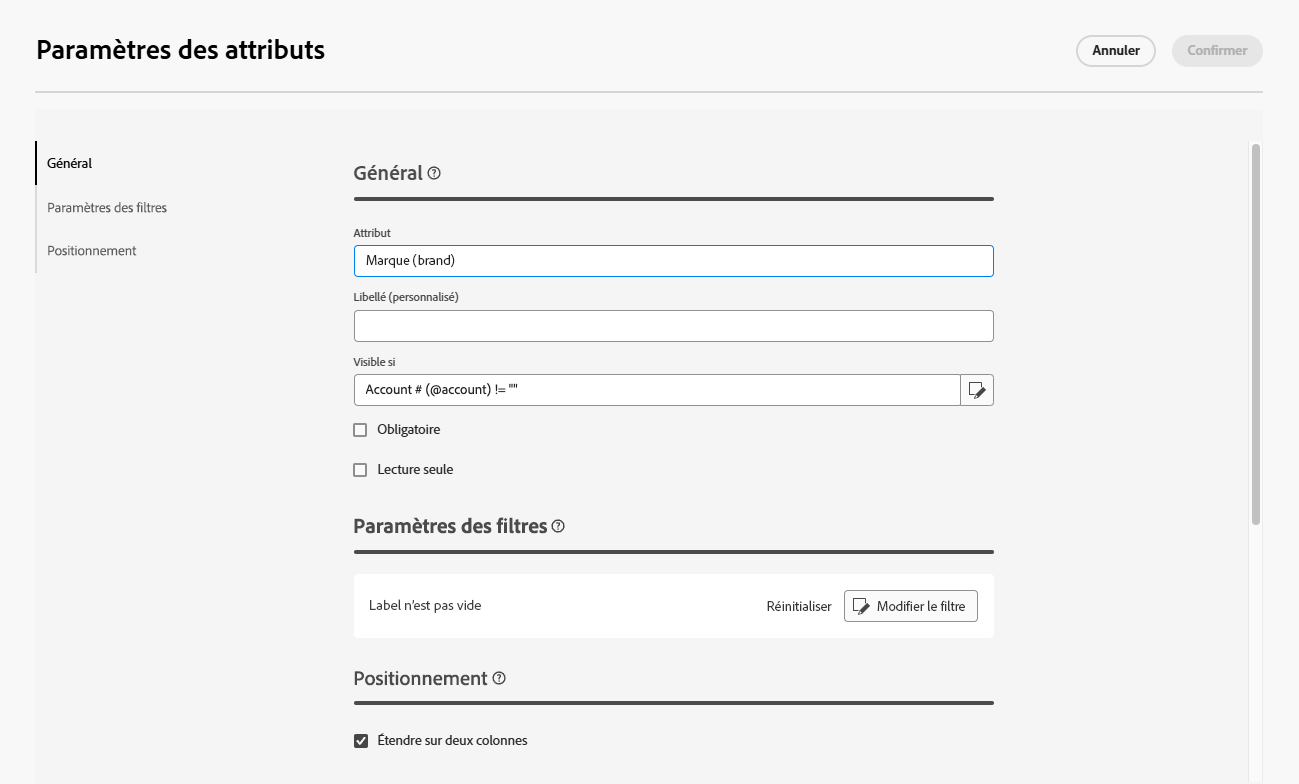 Paramètres des attributs
Annuler
Confirmer
Général
Paramètres des filtres
Positionnement
Général
Attribut
Marque (brand)
Libellé (personnalisé)
Visible si
Account # (@account) != ""
Obligatoire
Lecture seule
Paramètres des filtres
Label n'est pas vide
Réinitialiser
Modifier le filtre
Positionnement
Étendre sur deux colonnes